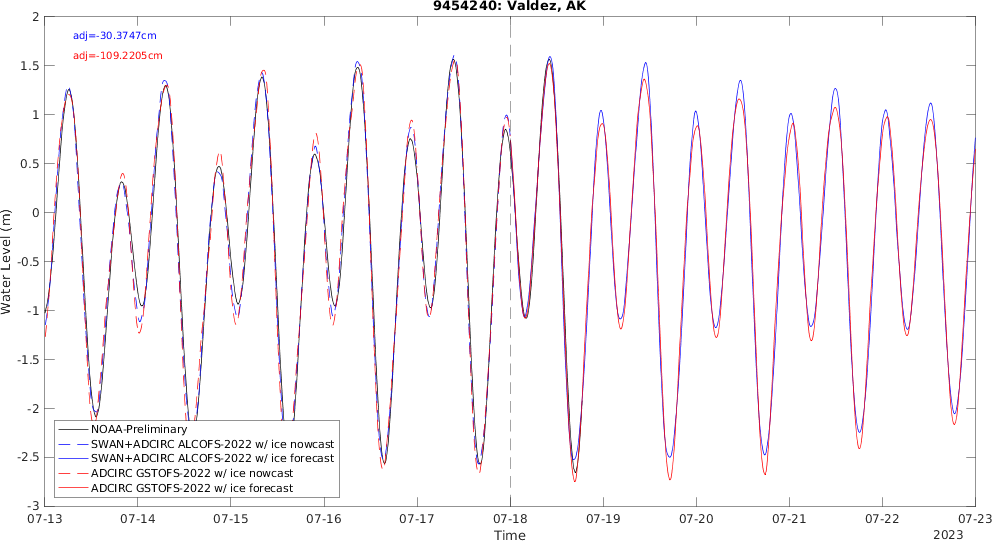 9454240: Valdez, AK
adj=-30.3747cm
adj=-109.2205cm
Water Level (m)
2
1.5
1
0.5
0
-0.5
-1
-1.5
-2
-2.5
-3
NOAA-Preliminary
SWAN+ADCIRC ALCOFS-2022 w/ ice nowcast
SWAN+ADCIRC ALCOFS-2022 w/ ice forecast
ADCIRC GSTOFS-2022 w/ ice nowcast
ADCIRC GSTOFS-2022 w/ ice forecast
07-13 07-14 07-15 07-16 07-17 07-18 07-19 07-20 07-21 07-22 07-23
Time
2023